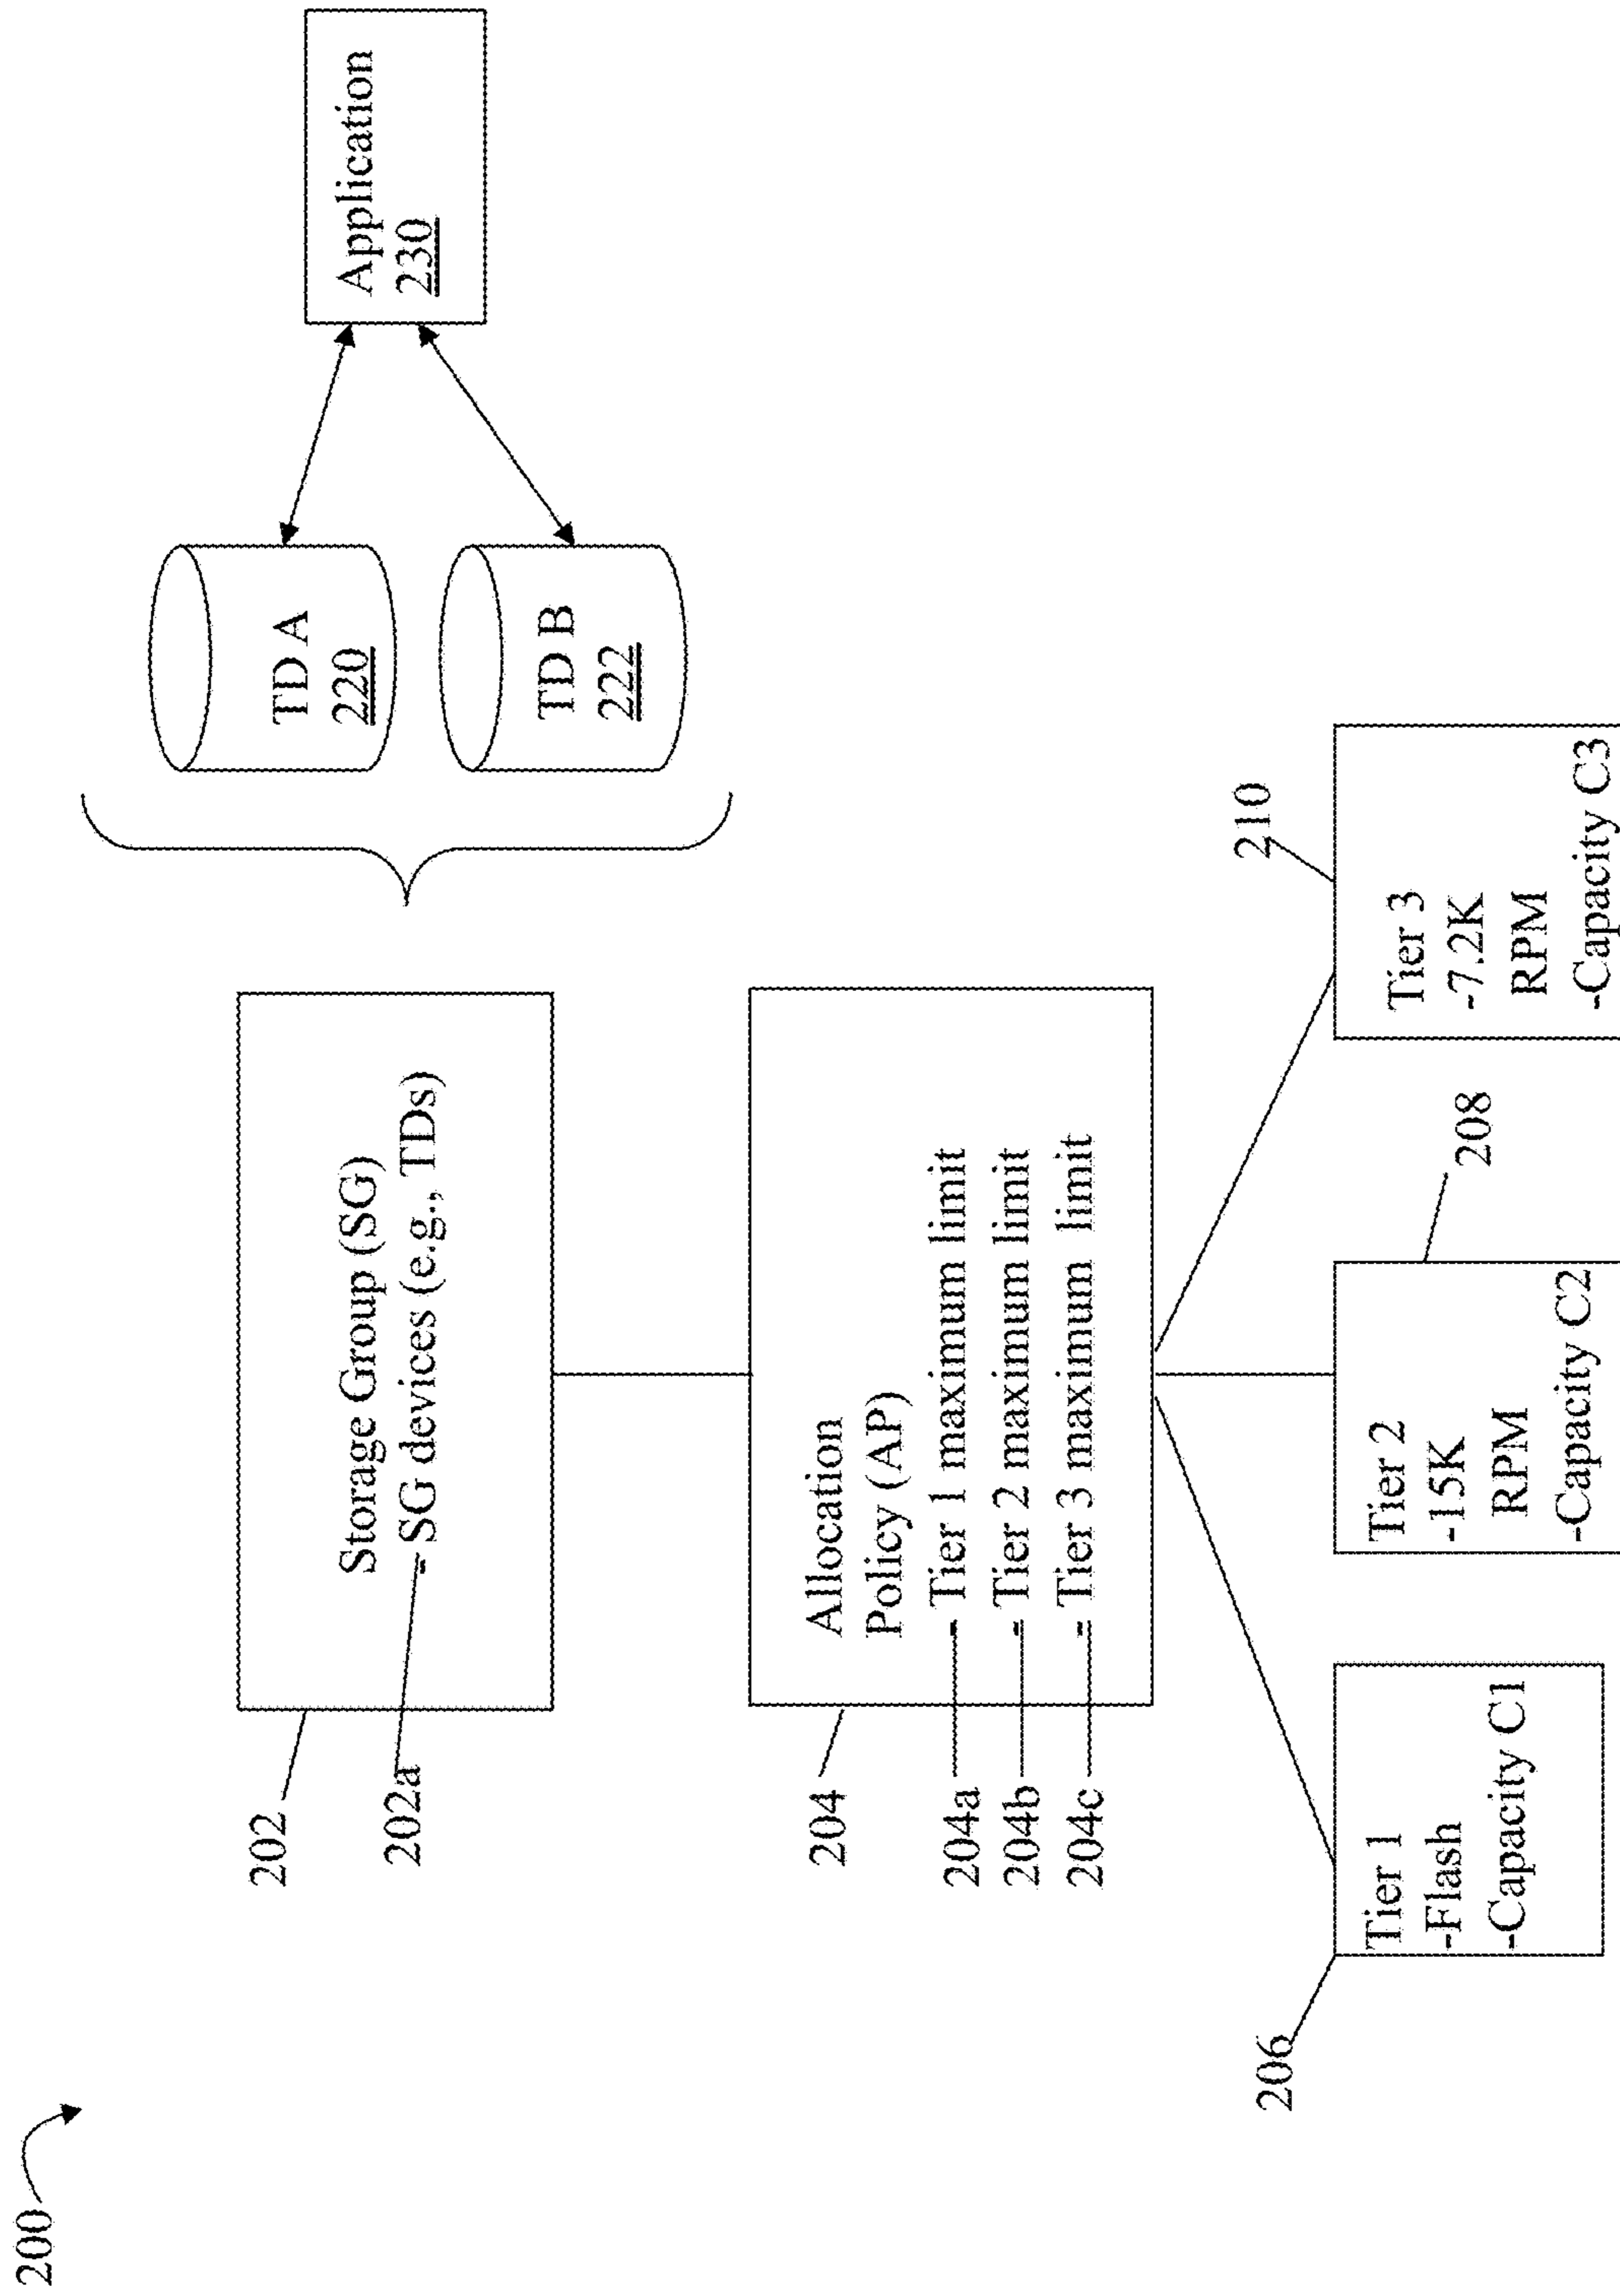 200
202
Storage Group (SG)
202a
- SG devices (e.g., TDs)
TD A
220
TD B
222
Application
230
204
Allocation
Policy (AP)
204a
- Tier 1 maximum limit
204b
- Tier 2 maximum limit
204c
- Tier 3 maximum limit
206
Tier 1
-Flash
-Capacity C1
208
Tier 2
-15K
RPM
-Capacity C2
210
Tier 3
-7.2K
RPM
-Capacity C3